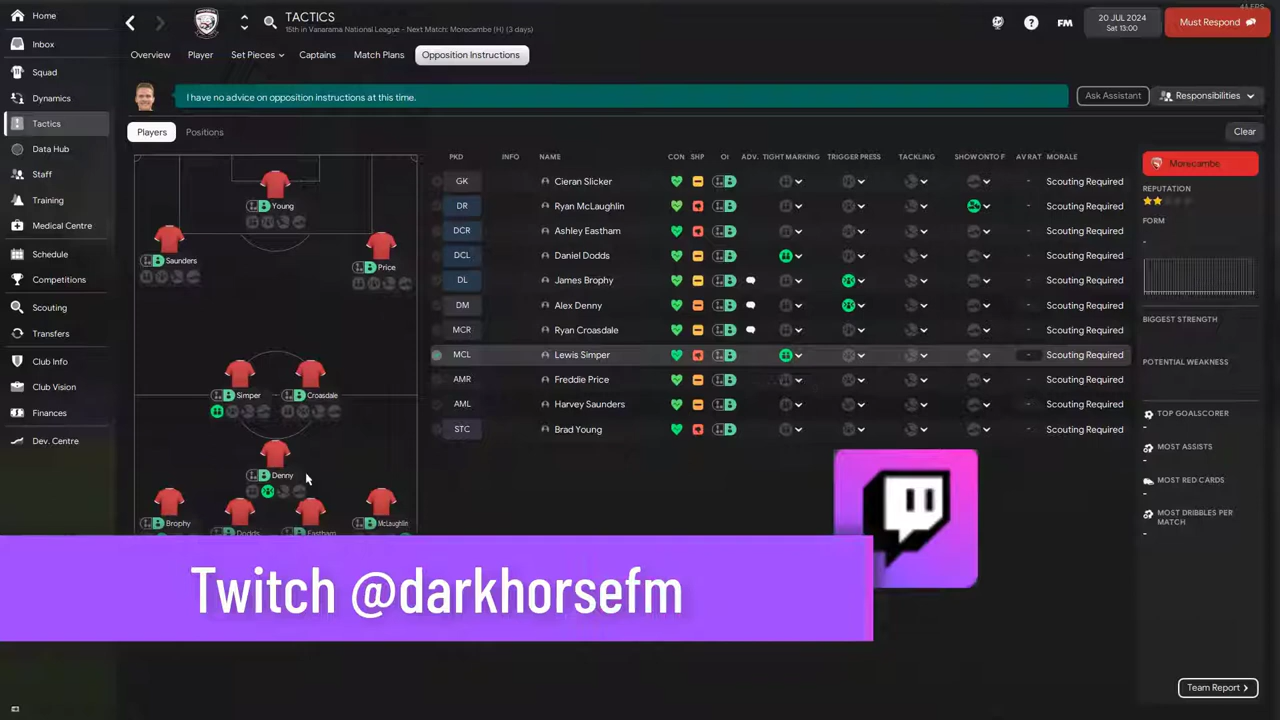 Home
Inbox
Squad
Dynamics
Tactics
Data Hub
Staff
Training
Medical Centre
Schedule
Competitions
Scouting
Transfers
Club Info
Club Vision
Finances
Dev. Centre
TACTICS
15th in Vanarama National League - Next Match: Morecambe (H) (3 days)
FM
20 JUL 2024
Sat 13:00
Must Respond
Overview Player Set Pieces Captains Match Plans Opposition Instructions
I have no advice on opposition instructions at this time.
Ask Assistant
Responsibilities
Players Positions
Clear
Young
Saunders
Price
Simper
Croasdale
Denny
Brophy
McLaughlin
PKD INFO NAME CON SHP OI ADV. TIGHT MARKING TRIGGER PRESS TACKLING SHOW ONTO F AV RAT MORALE
GK Cieran Slicker - Scouting Required
DR Ryan McLaughlin - Scouting Required
DCR Ashley Eastham - Scouting Required
DCL Daniel Dodds - Scouting Required
DL James Brophy - Scouting Required
DM Alex Denny - Scouting Required
MCR Ryan Croasdale - Scouting Required
MCL Lewis Simper - Scouting Required
AMR Freddie Price - Scouting Required
AML Harvey Saunders - Scouting Required
STC Brad Young - Scouting Required
Morecambe
REPUTATION
FORM
-
BIGGEST STRENGTH
POTENTIAL WEAKNESS
TOP GOALSCORER
-
MOST ASSISTS
-
MOST RED CARDS
-
MOST DRIBBLES PER
MATCH
-
Team Report
Twitch @darkhorsefm